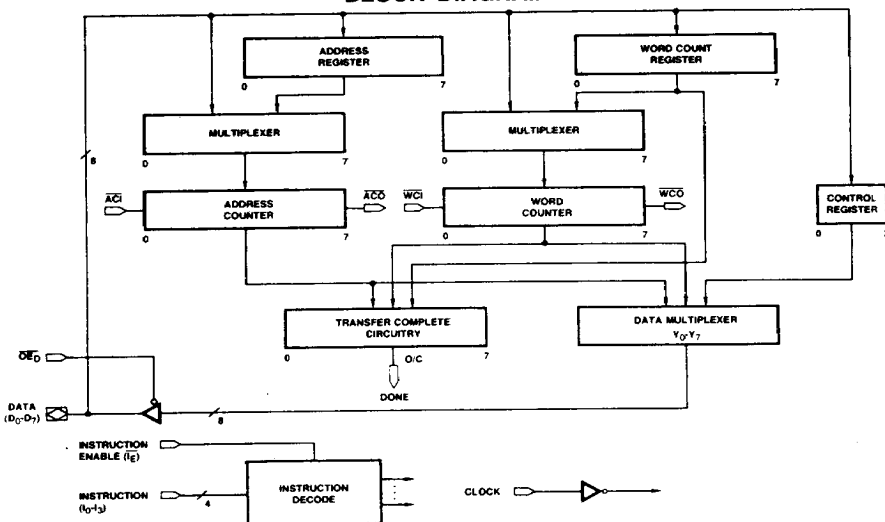 ADDRESS
REGISTER
0 7
WORD COUNT
REGISTER
0 7
MULTIPLEXER
0 7
MULTIPLEXER
0 7
8
ACI
ADDRESS
COUNTER
ACO
0 7
WCI
WORD
COUNTER
WCO
0 7
CONTROL
REGISTER
0
TRANSFER COMPLETE
CIRCUITRY
0 7
O/C
DONE
DATA MULTIPLEXER
Y0-Y7
OED
DATA
(D0-D7)
8
INSTRUCTION
ENABLE (IE)
INSTRUCTION
(I0-I3)
4
INSTRUCTION
DECODE
CLOCK